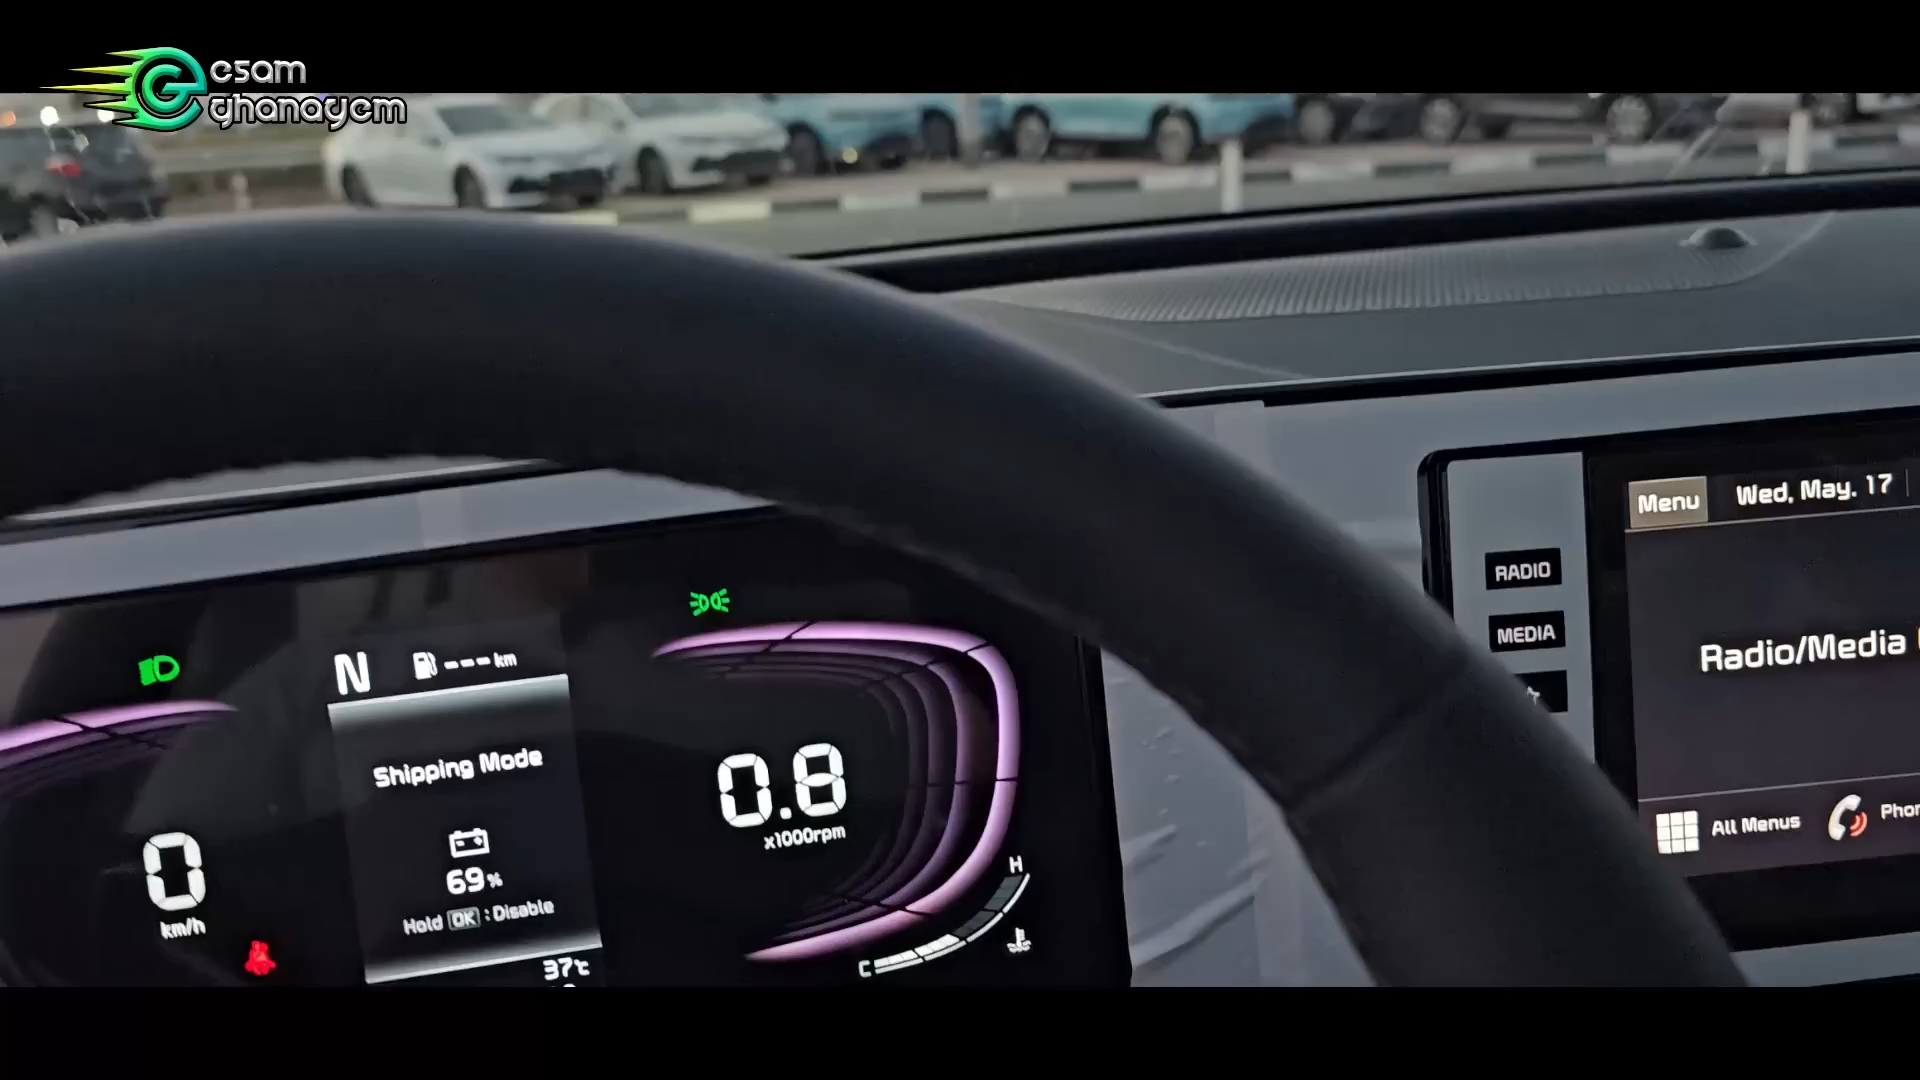 esam
ghanayem
Menu
Wed, May. 17
RADIO
MEDIA
Radio/Media
All Menus
N
--- km
Shipping Mode
69%
Hold OK : Disable
37℃
0
km/h
0.8
x1000rpm
H
C